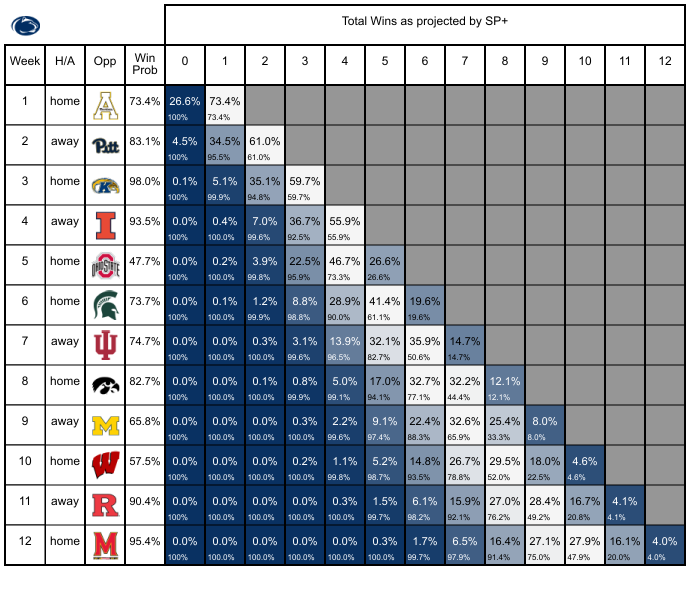 Total Wins as projected by SP+
Week H/A Opp Win Prob 0 1 2 3 4 5 6 7 8 9 10 11 12
1 home A 73.4% 26.6% 73.4%
100% 73.4%
2 away Pitt 83.1% 4.5% 34.5% 61.0%
100% 95.5% 61.0%
3 home K 98.0% 0.1% 5.1% 35.1% 59.7%
100% 99.9% 94.8% 59.7%
4 away I 93.5% 0.0% 0.4% 7.0% 36.7% 55.9%
100% 100.0% 99.6% 92.5% 55.9%
5 home OHIO STATE 47.7% 0.0% 0.2% 3.9% 22.5% 46.7% 26.6%
100% 100.0% 99.8% 95.9% 73.3% 26.6%
6 home 73.7% 0.0% 0.1% 1.2% 8.8% 28.9% 41.4% 19.6%
100% 100.0% 99.9% 98.8% 90.0% 61.1% 19.6%
7 away IU 74.7% 0.0% 0.0% 0.3% 3.1% 13.9% 32.1% 35.9% 14.7%
100% 100.0% 100.0% 99.6% 96.5% 82.7% 50.6% 14.7%
8 home 82.7% 0.0% 0.0% 0.1% 0.8% 5.0% 17.0% 32.7% 32.2% 12.1%
100% 100.0% 100.0% 99.9% 99.1% 94.1% 77.1% 44.4% 12.1%
9 away M 65.8% 0.0% 0.0% 0.0% 0.3% 2.2% 9.1% 22.4% 32.6% 25.4% 8.0%
100% 100.0% 100.0% 100.0% 99.6% 97.4% 88.3% 65.9% 33.3% 8.0%
10 home W 57.5% 0.0% 0.0% 0.0% 0.2% 1.1% 5.2% 14.8% 26.7% 29.5% 18.0% 4.6%
100% 100.0% 100.0% 100.0% 99.8% 98.7% 93.5% 78.8% 52.0% 22.5% 4.6%
11 away R 90.4% 0.0% 0.0% 0.0% 0.0% 0.3% 1.5% 6.1% 15.9% 27.0% 28.4% 16.7% 4.1%
100% 100.0% 100.0% 100.0% 100.0% 99.7% 98.2% 92.1% 76.2% 49.2% 20.8% 4.1%
12 home M 95.4% 0.0% 0.0% 0.0% 0.0% 0.0% 0.3% 1.7% 6.5% 16.4% 27.1% 27.9% 16.1% 4.0%
100% 100.0% 100.0% 100.0% 100.0% 100.0% 99.7% 97.9% 91.4% 75.0% 47.9% 20.0% 4.0%